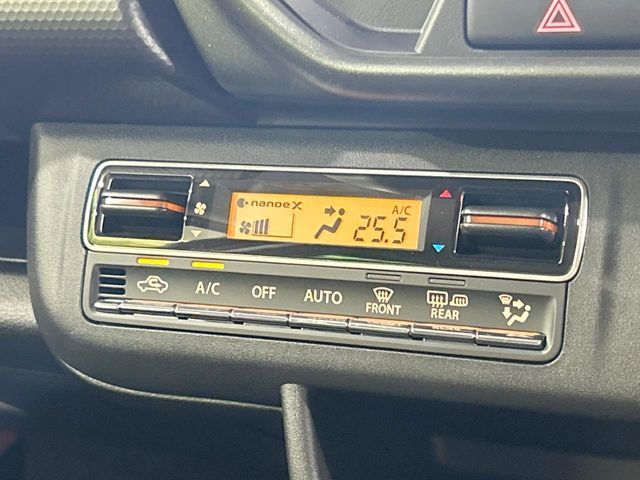 nanoeX
A/C
25.5
A/C OFF AUTO FRONT REAR